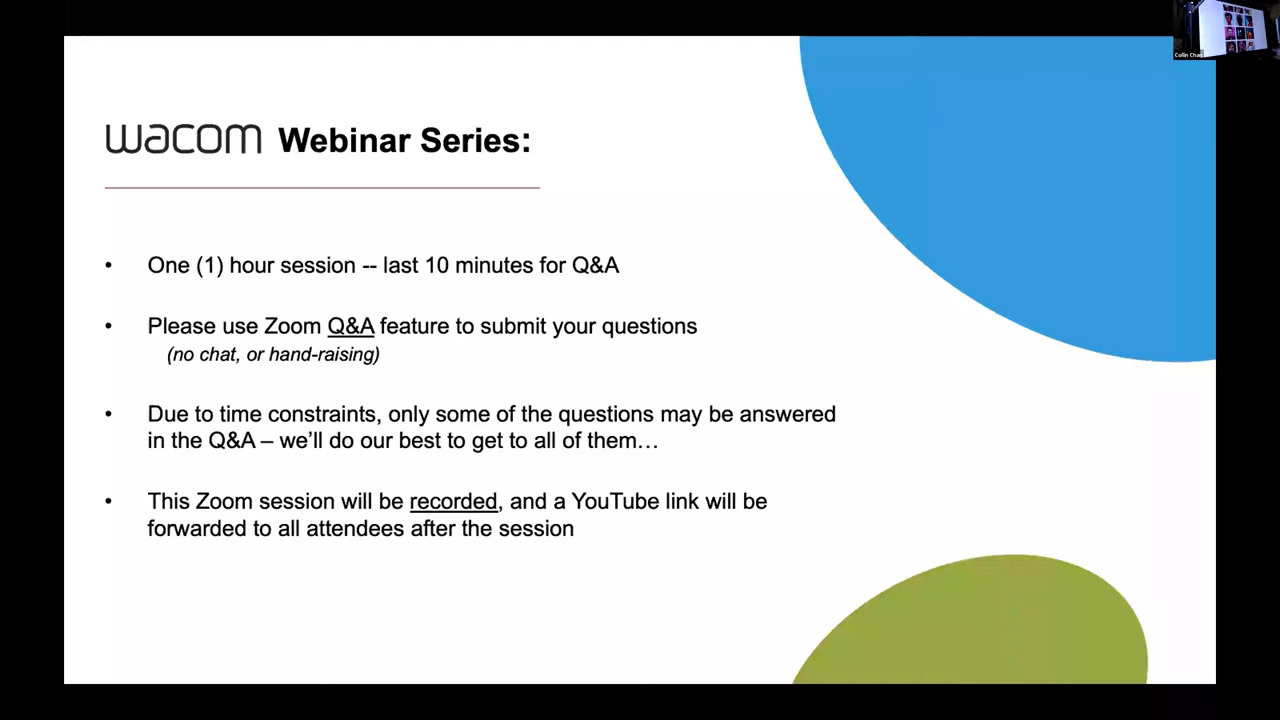 wacom Webinar Series:
• One (1) hour session -- last 10 minutes for Q&A
• Please use Zoom Q&A feature to submit your questions
(no chat, or hand-raising)
• Due to time constraints, only some of the questions may be answered
in the Q&A – we’ll do our best to get to all of them…
• This Zoom session will be recorded, and a YouTube link will be
forwarded to all attendees after the session
Collin